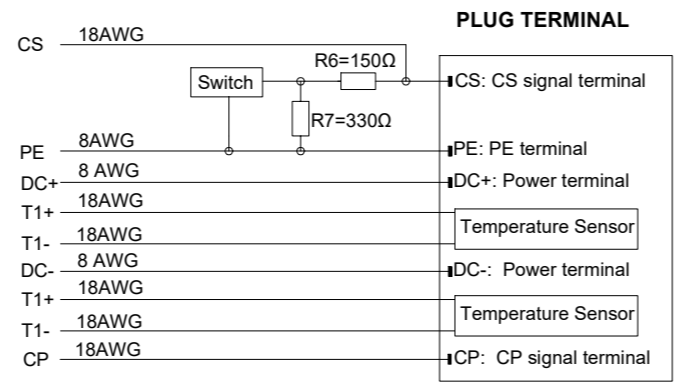 PLUG TERMINAL
CS 18AWG
R6=150Ω
Switch
CS: CS signal terminal
R7=330Ω
PE 8AWG
PE: PE terminal
DC+ 8 AWG
DC+: Power terminal
T1+ 18AWG
Temperature Sensor
T1- 18AWG
DC- 8 AWG
DC-: Power terminal
T1+ 18AWG
Temperature Sensor
T1- 18AWG
CP 18AWG
CP: CP signal terminal